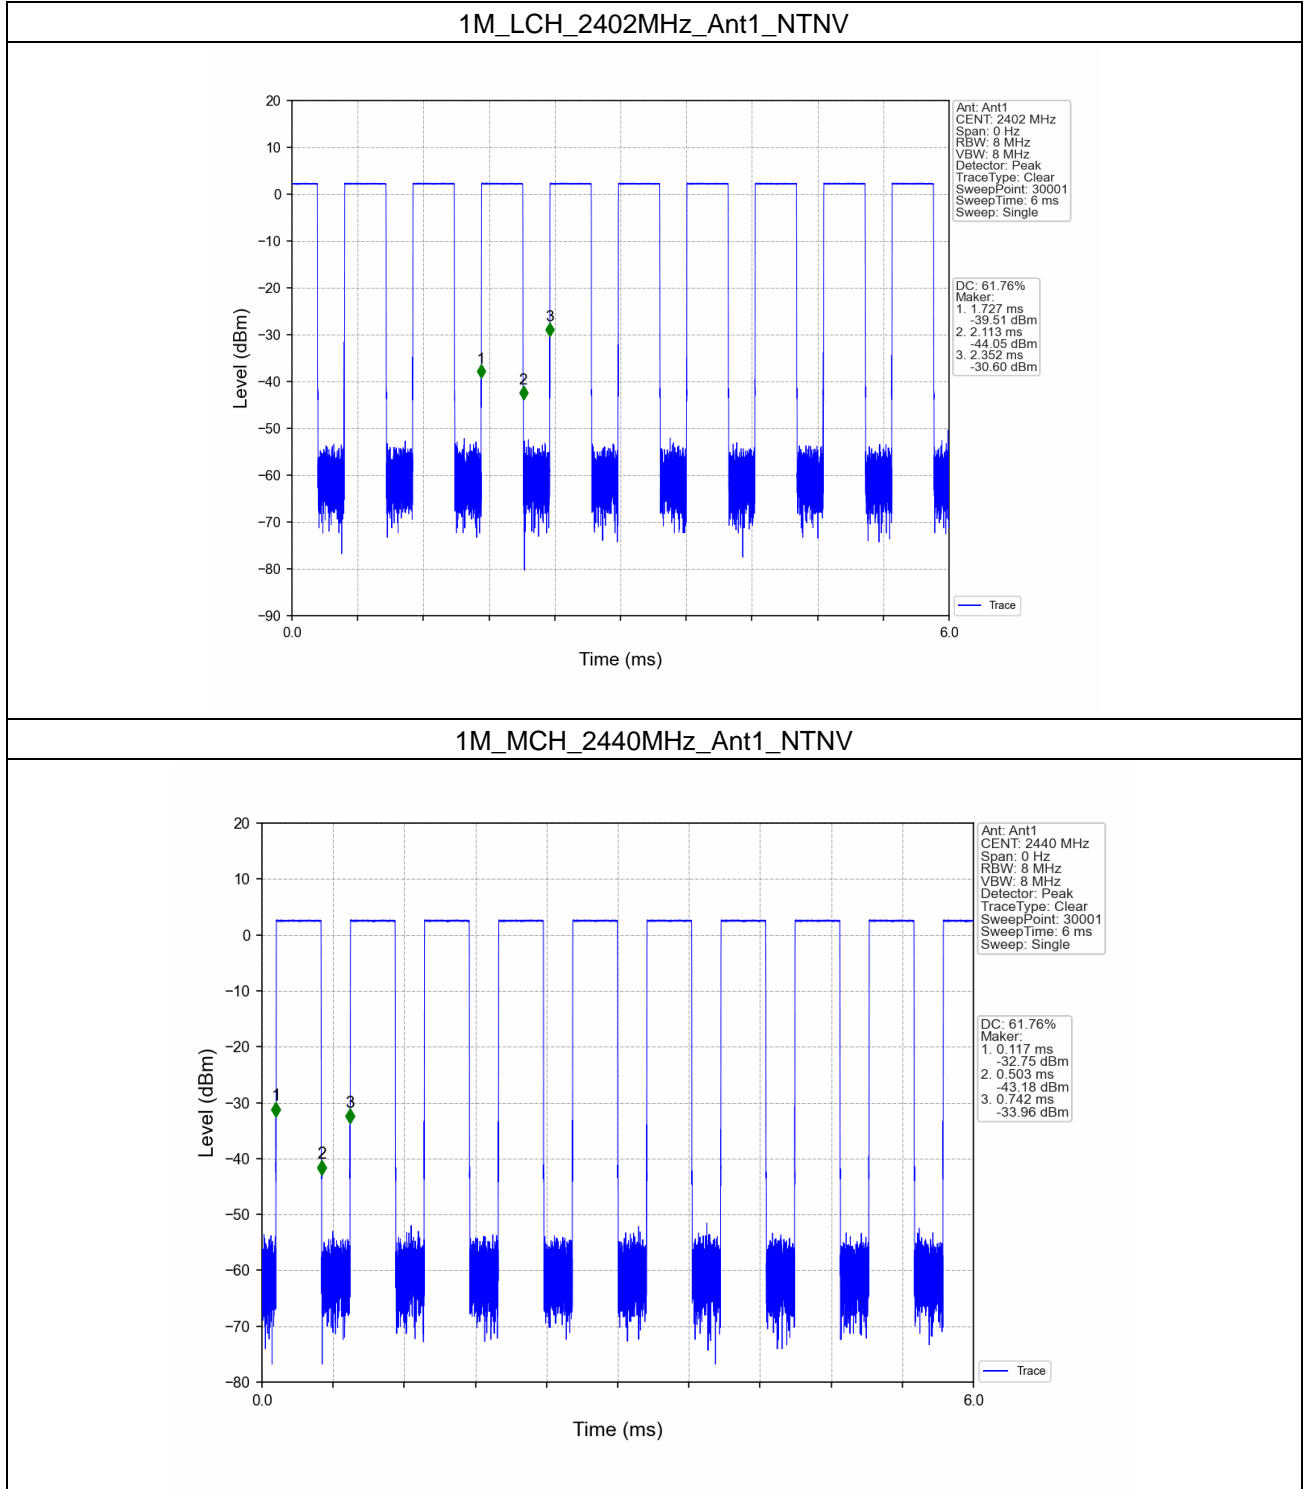 1M_LCH_2402MHz_Ant1_NTNV
20
10
0
−10
−20
−30
−40
−50
−60
−70
−80
−90
Level (dBm)
0.0
6.0
Time (ms)
1
2
3
Ant: Ant1
CENT: 2402 MHz
Span: 0 Hz
RBW: 8 MHz
VBW: 8 MHz
Detector: Peak
TraceType: Clear
SweepPoint: 30001
SweepTime: 6 ms
Sweep: Single
DC: 61.76%
Maker:
1. 1.727 ms
-39.51 dBm
2. 2.113 ms
-44.05 dBm
3. 2.352 ms
-30.60 dBm
Trace
1M_MCH_2440MHz_Ant1_NTNV
20
10
0
−10
−20
−30
−40
−50
−60
−70
−80
Level (dBm)
0.0
6.0
Time (ms)
1
2
3
Ant: Ant1
CENT: 2440 MHz
Span: 0 Hz
RBW: 8 MHz
VBW: 8 MHz
Detector: Peak
TraceType: Clear
SweepPoint: 30001
SweepTime: 6 ms
Sweep: Single
DC: 61.76%
Maker:
1. 0.117 ms
-32.75 dBm
2. 0.503 ms
-43.18 dBm
3. 0.742 ms
-33.96 dBm
Trace